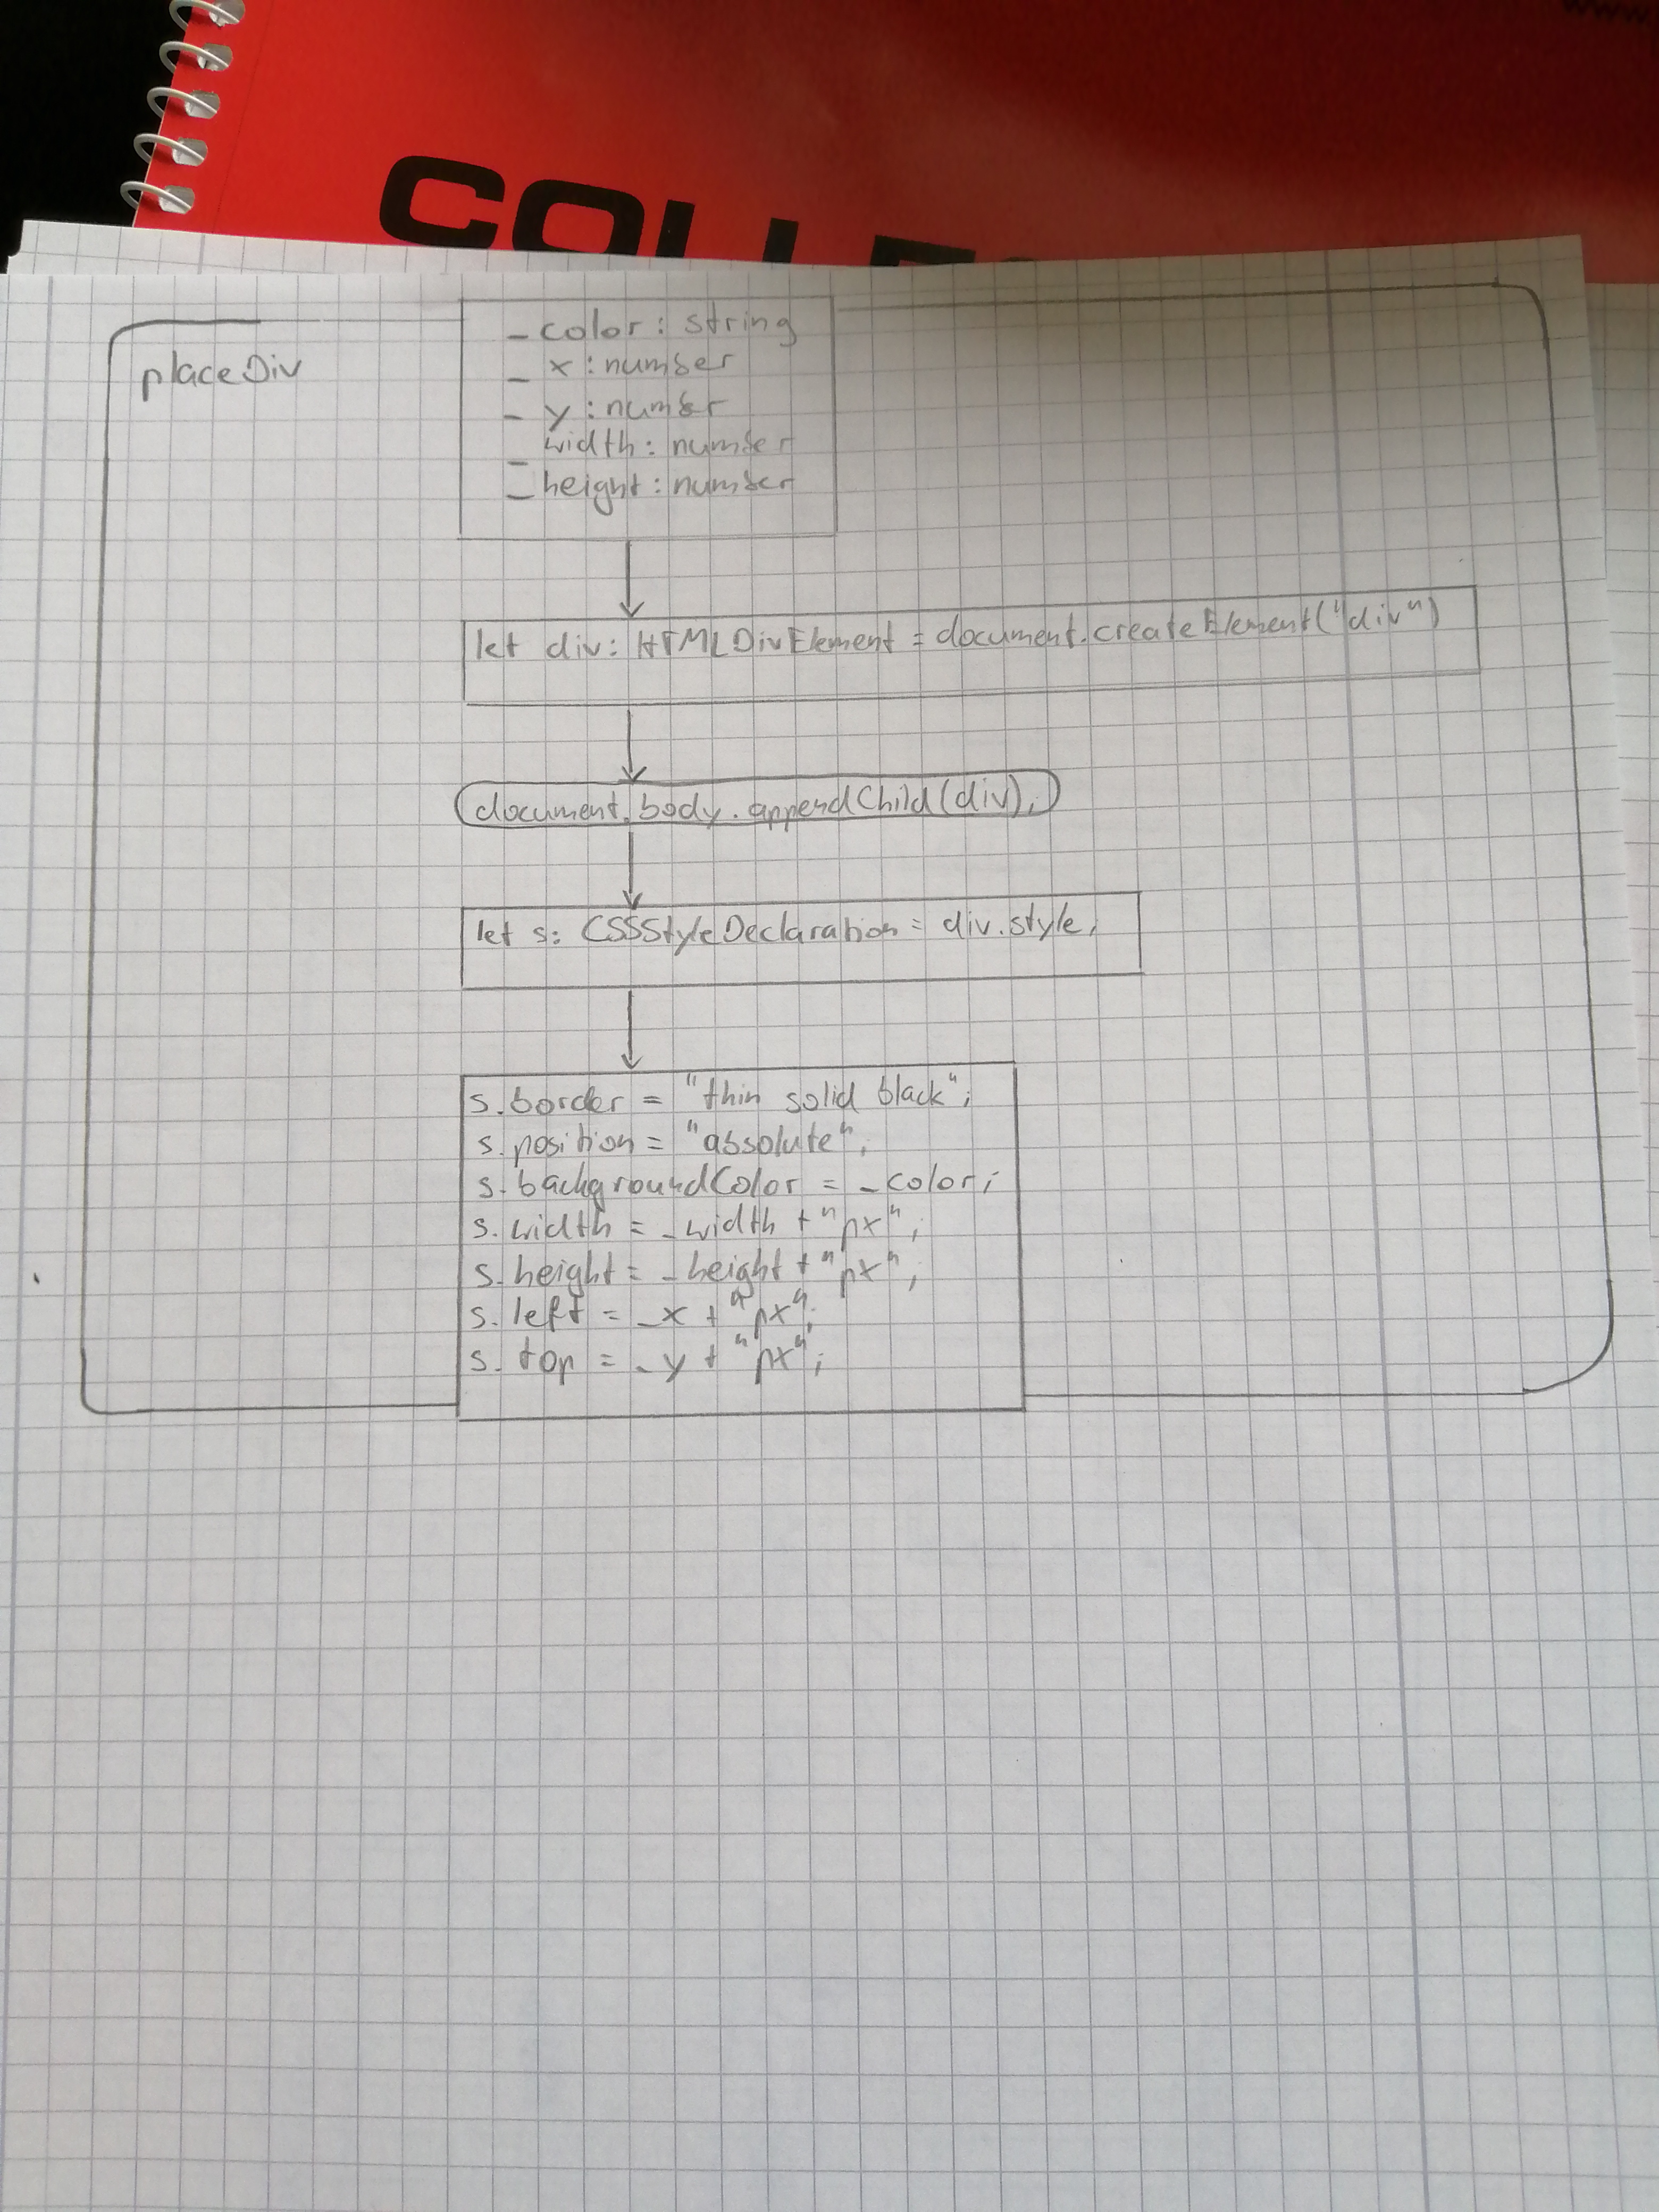 COLLE
placeDiv
_color: string
_x: number
_y: number
_width: number
_height: number
let div: HTMLDivElement = document.createElement("div")
document.body.appendChild(div);
let s: CSSStyleDeclaration = div.style;
s.border = "thin solid black";
s.position = "absolute";
s.backgroundColor = _color;
s.width = _width + "px";
s.height = _height + "px";
s.left = _x + "px";
s.top = _y + "px";